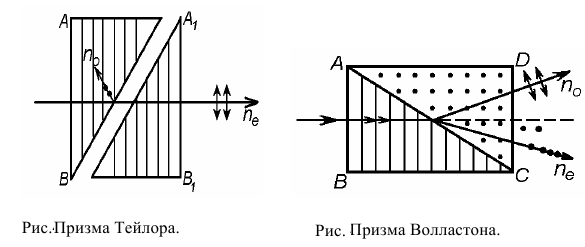 A
A₁
n₀
nₑ
B
B₁
Рис.Призма Тейлора.
A
D
n₀
nₑ
B
C
Рис. Призма Волластона.